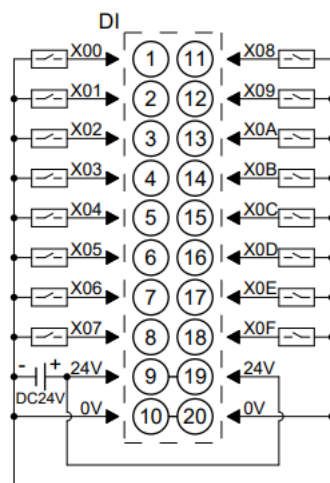 DI
X00 1 11 X08
X01 2 12 X09
X02 3 13 X0A
X03 4 14 X0B
X04 5 15 X0C
X05 6 16 X0D
X06 7 17 X0E
X07 8 18 X0F
- + 24V 9 19 24V
DC24V
0V 10 20 0V